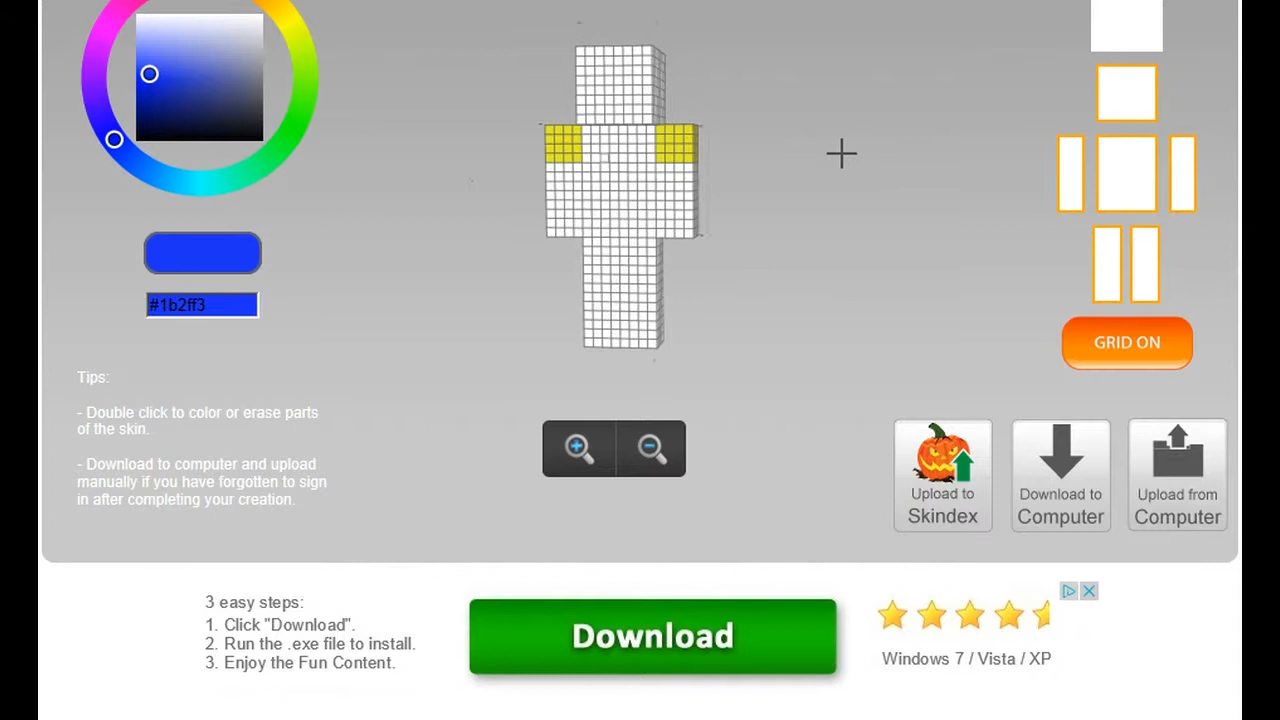 #1b2ff3
Tips:
- Double click to color or erase parts
of the skin.
- Download to computer and upload
manually if you have forgotten to sign
in after completing your creation.
GRID ON
Upload to
Skindex
Download to
Computer
Upload from
Computer
3 easy steps:
1. Click "Download".
2. Run the .exe file to install.
3. Enjoy the Fun Content.
Download
Windows 7 / Vista / XP